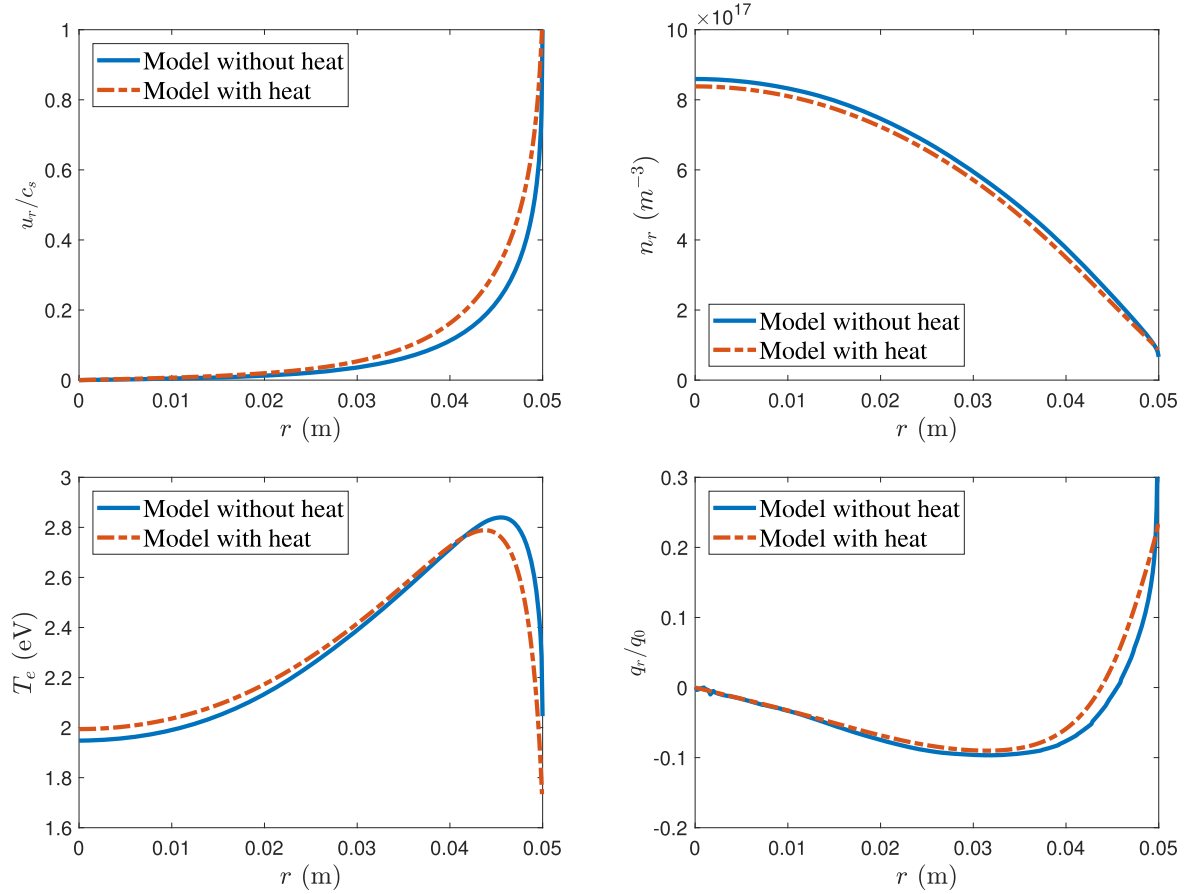 1
0.8
0.6
0.4
0.2
0
u_r/c_s
Model without heat
Model with heat
0 0.01 0.02 0.03 0.04 0.05
r (m)
×10^17
10
8
6
4
2
0
n_r (m^−3)
Model without heat
Model with heat
0 0.01 0.02 0.03 0.04 0.05
r (m)
3
2.8
2.6
2.4
2.2
2
1.8
1.6
T_e (eV)
Model without heat
Model with heat
0 0.01 0.02 0.03 0.04 0.05
r (m)
0.3
0.2
0.1
0
-0.1
-0.2
q_r/q_0
Model without heat
Model with heat
0 0.01 0.02 0.03 0.04 0.05
r (m)